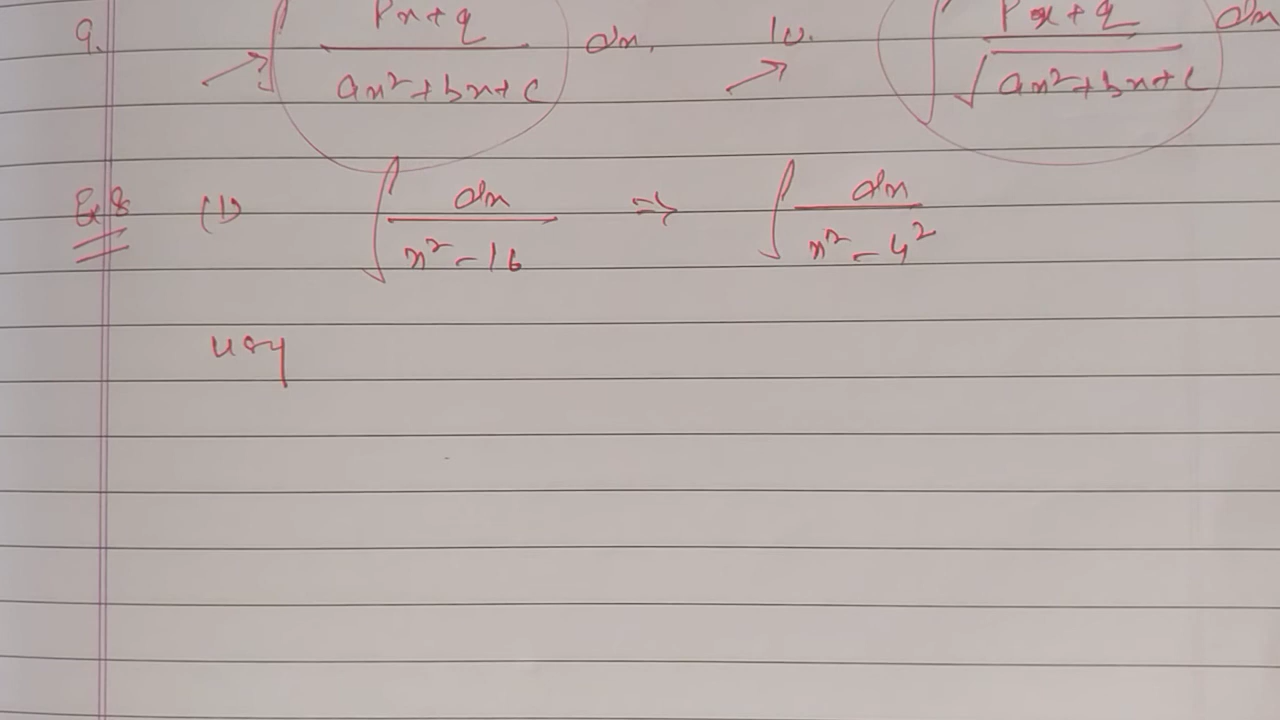 9. ∫ Px+q / ax²+bx+c dx, 10. ∫ Px+q / √ax²+bx+c dx
Ex 8 (1) ∫ dx / x²-16 => ∫ dx / x²-4²